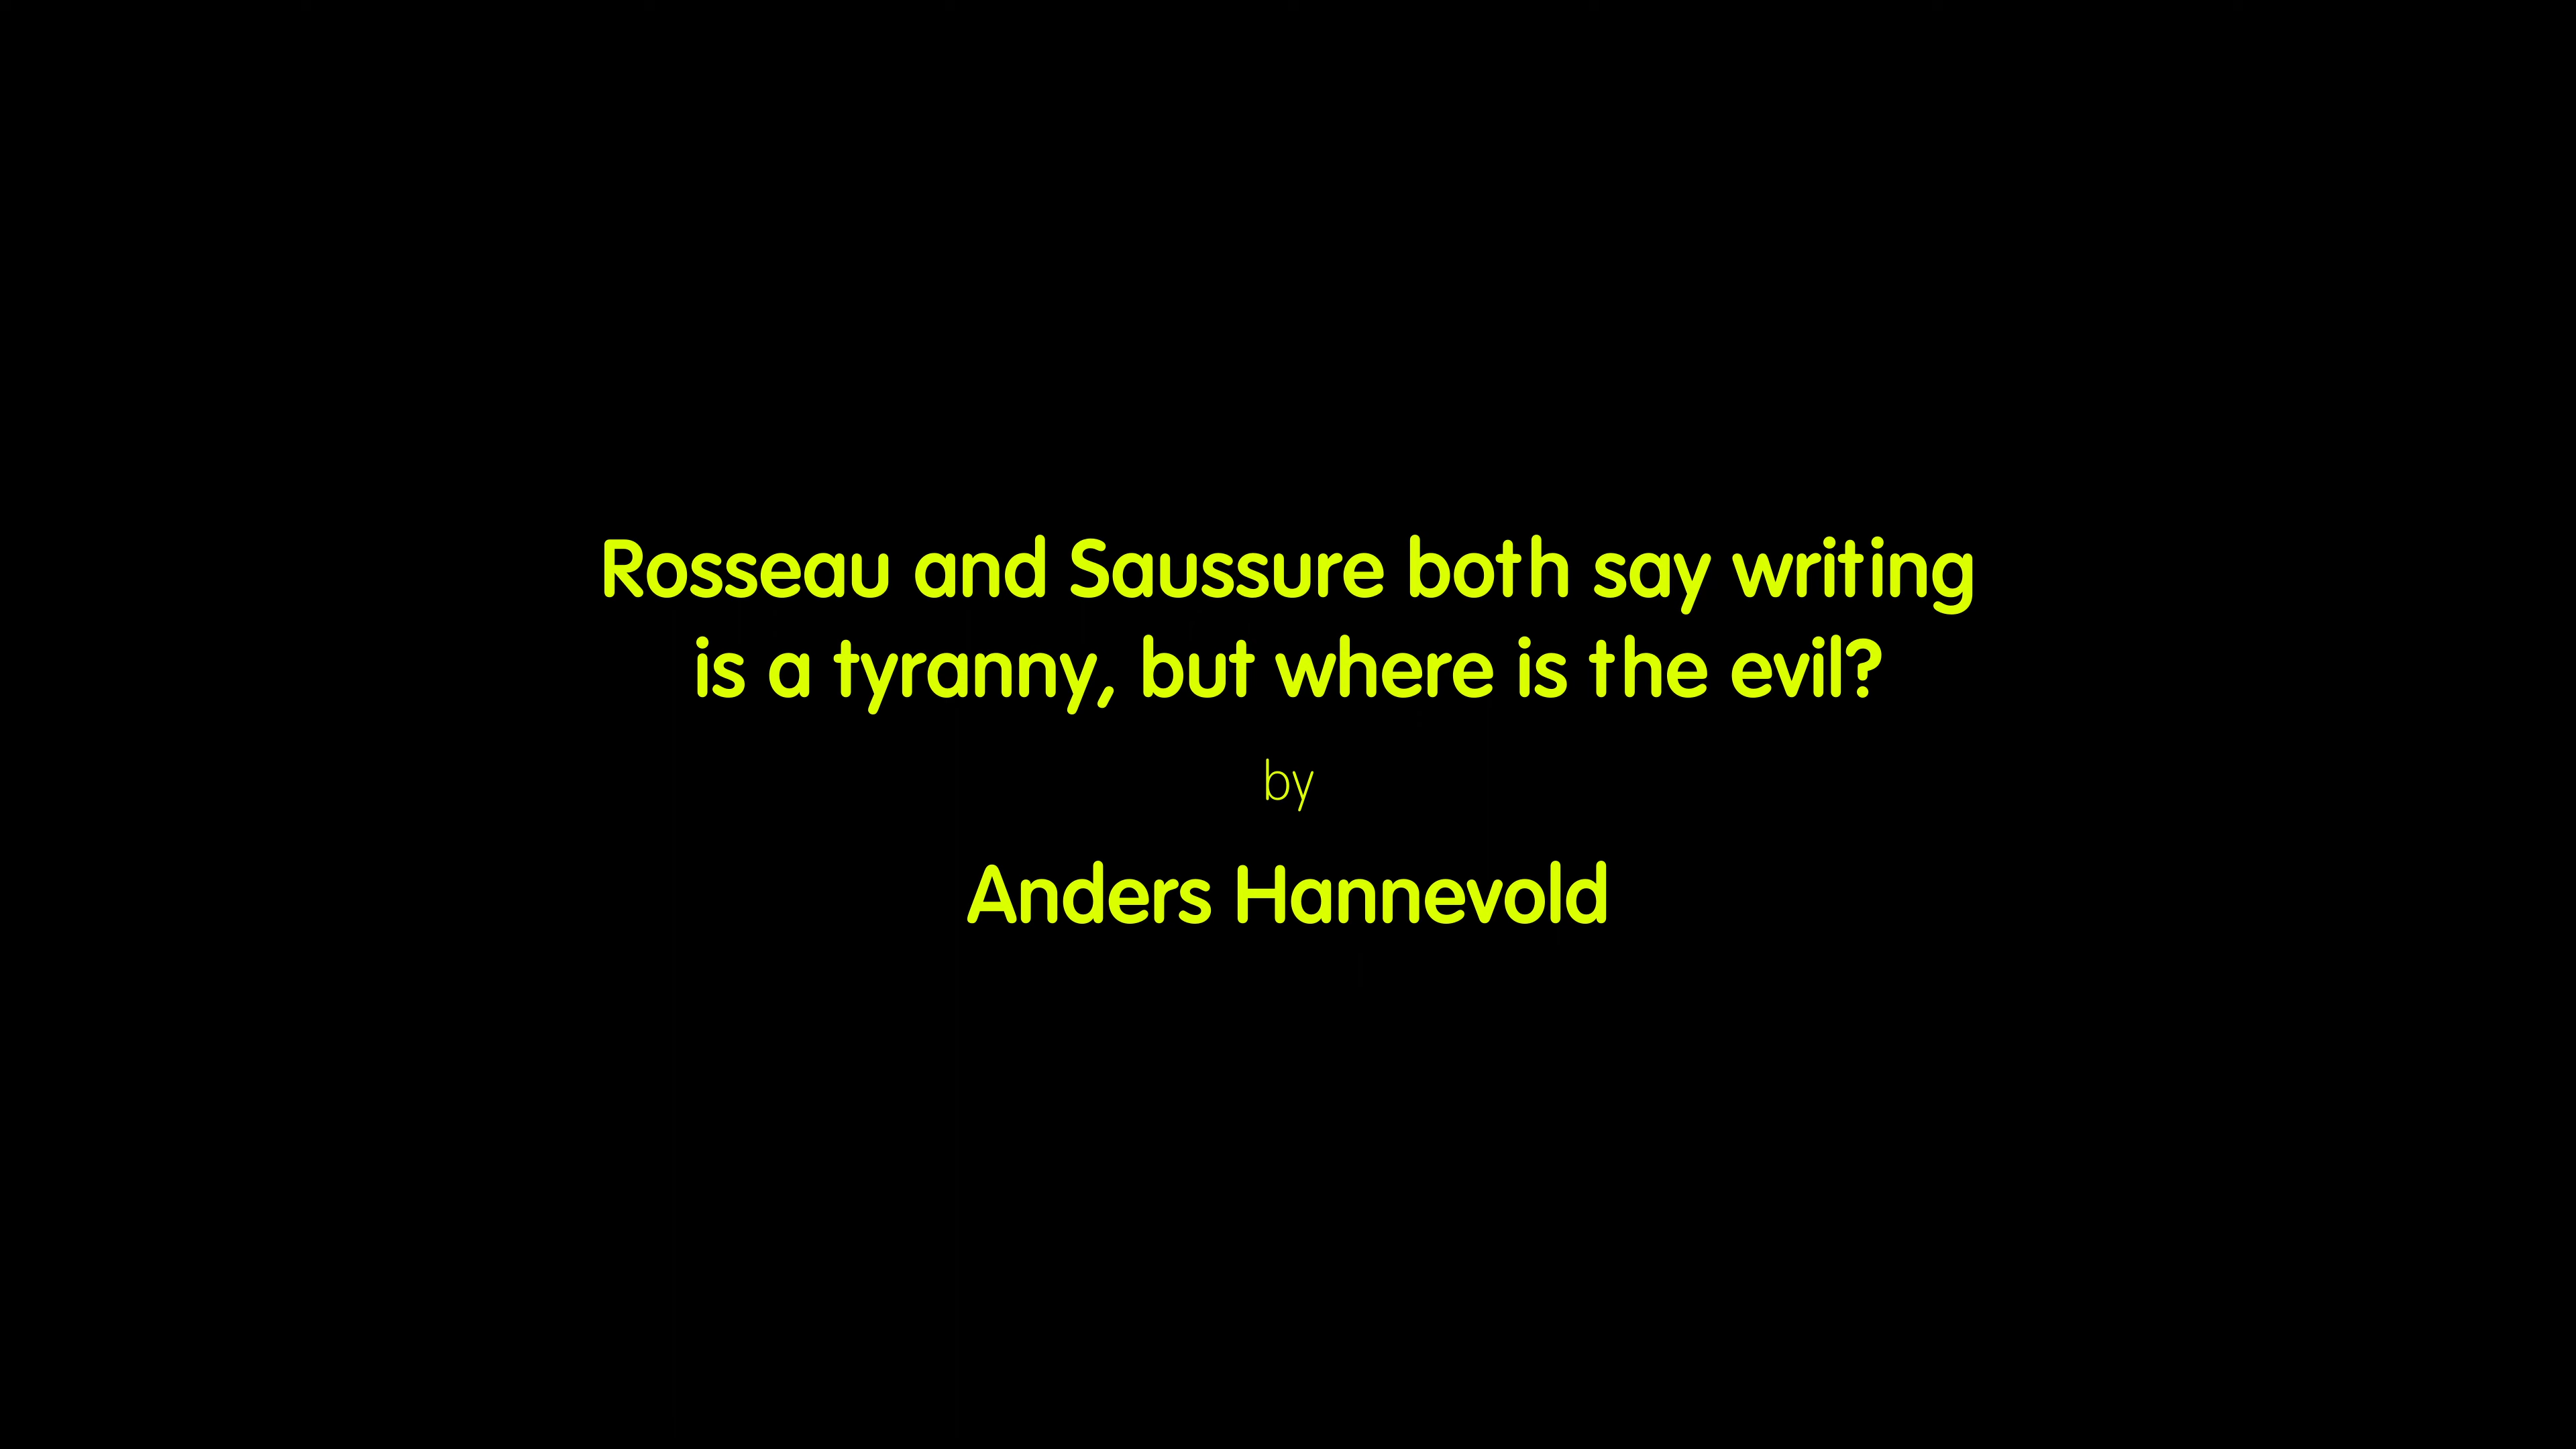 Rosseau and Saussure both say writing
is a tyranny, but where is the evil?
by
Anders Hannevold